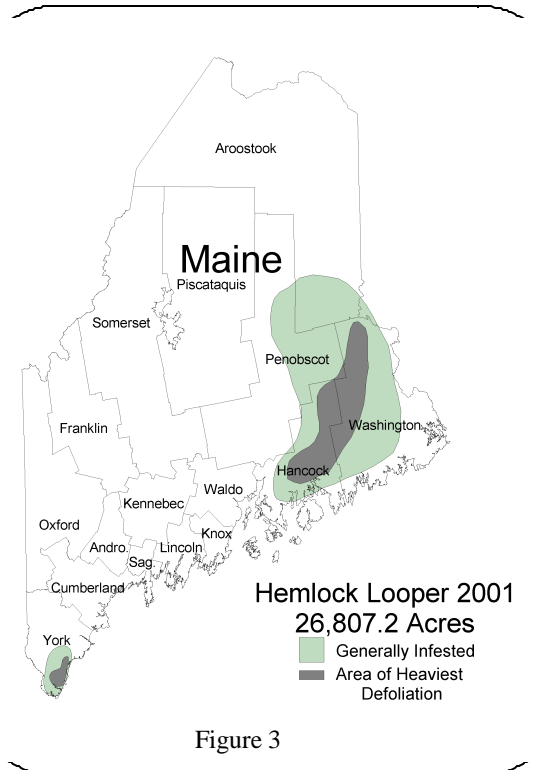 Aroostook
Maine
Piscataquis
Somerset
Penobscot
Franklin
Washington
Hancock
Waldo
Kennebec
Oxford
Knox
Andro.
Lincoln
Sag.
Cumberland
Hemlock Looper 2001
26,807.2 Acres
York
Generally Infested
Area of Heaviest
Defoliation
Figure 3